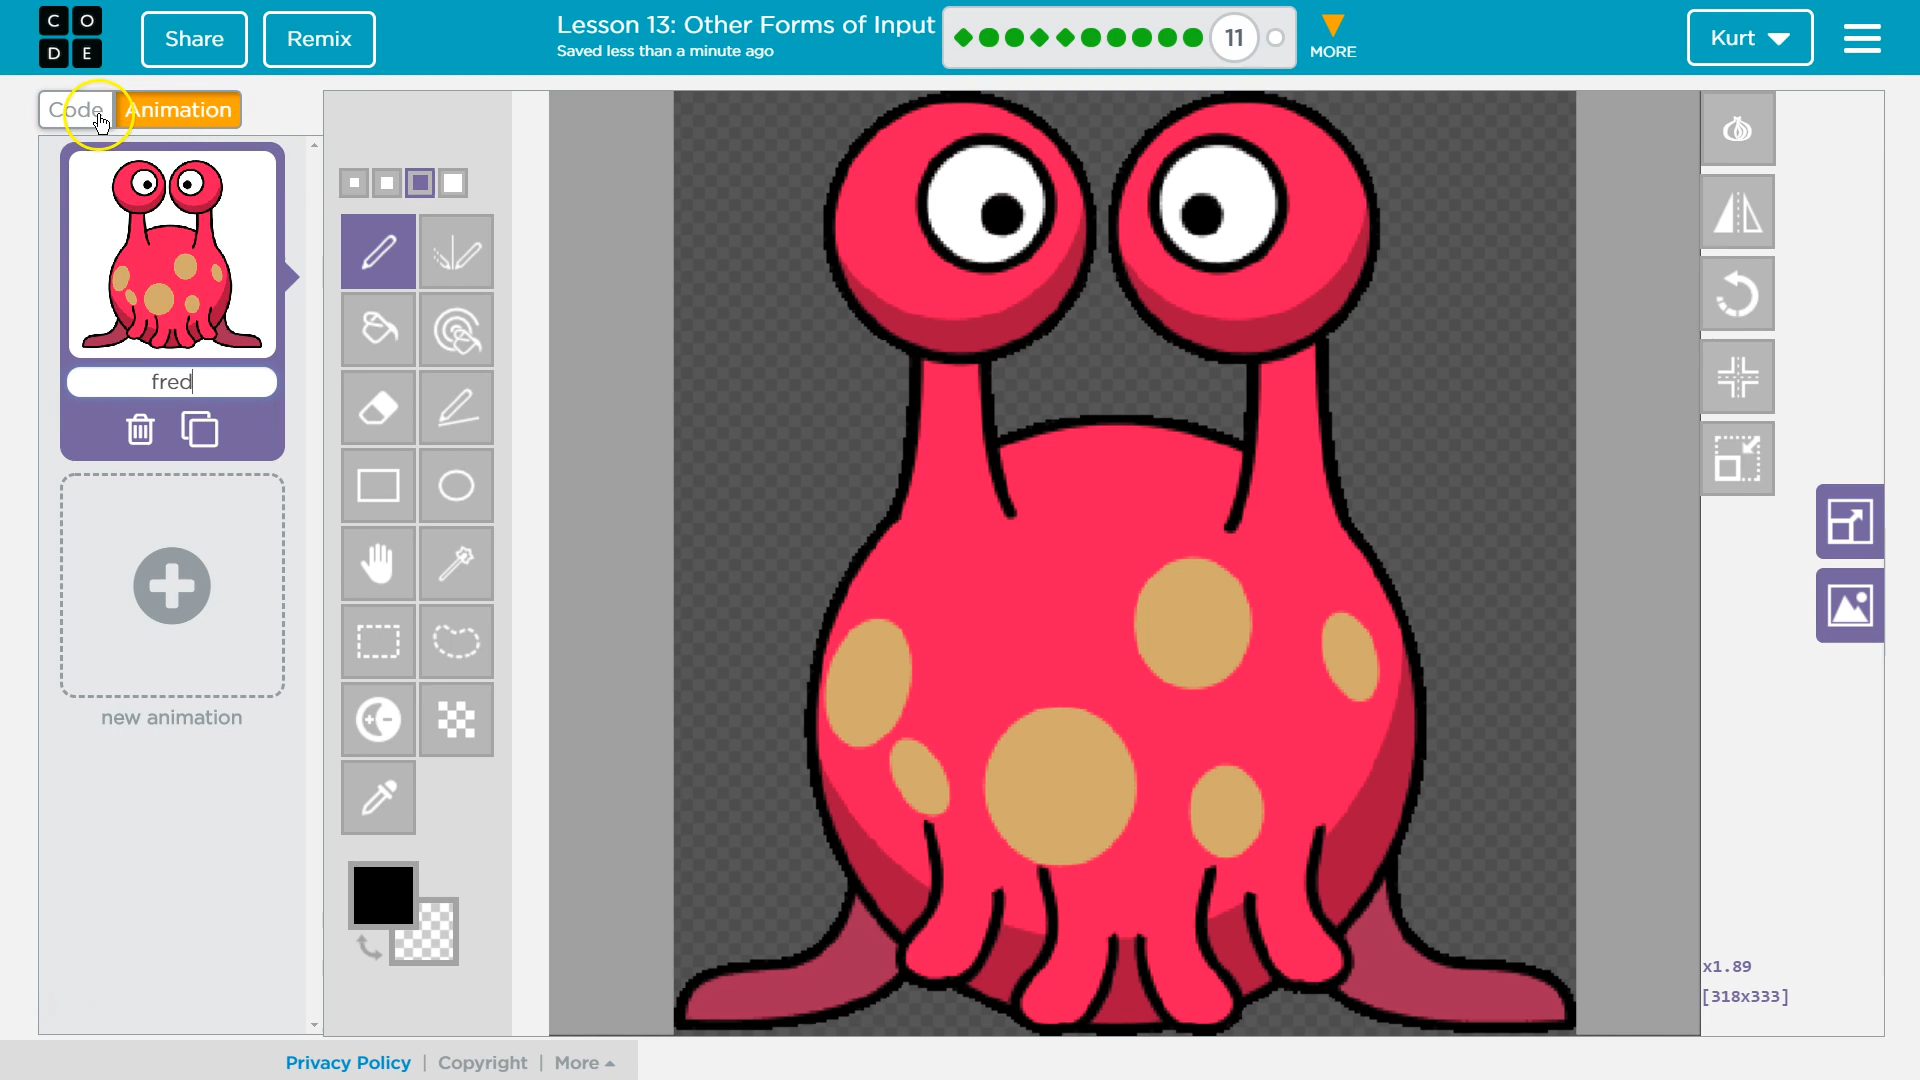 CODE
Share
Remix
Lesson 13: Other Forms of Input
Saved less than a minute ago
11
MORE
Kurt
Code
Animation
fred
new animation
x1.89
[318x333]
Privacy Policy | Copyright | More